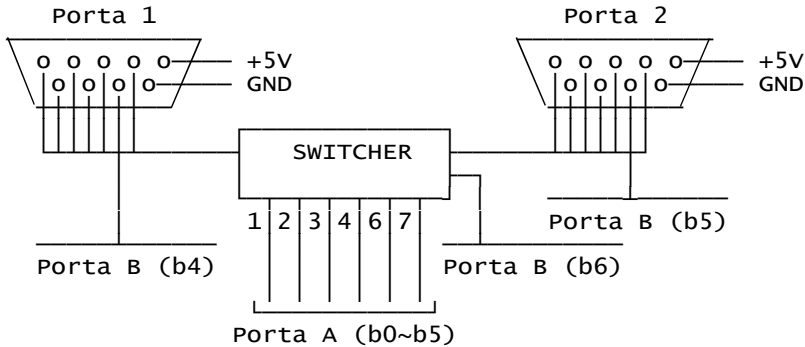 Porta 1
Porta 2
+5V
+5V
GND
GND
SWITCHER
1 2 3 4 6 7
Porta B (b5)
Porta B (b4)
Porta B (b6)
Porta A (b0~b5)